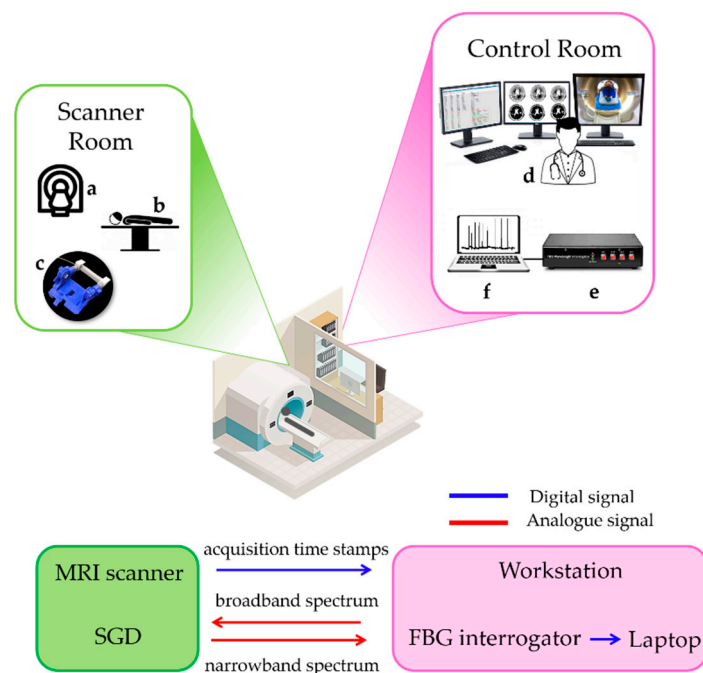 Control Room
Scanner
Room
a
b
c
d
f
e
Digital signal
Analogue signal
acquisition time stamps
MRI scanner
Workstation
broadband spectrum
SGD
FBG interrogator
Laptop
narrowband spectrum